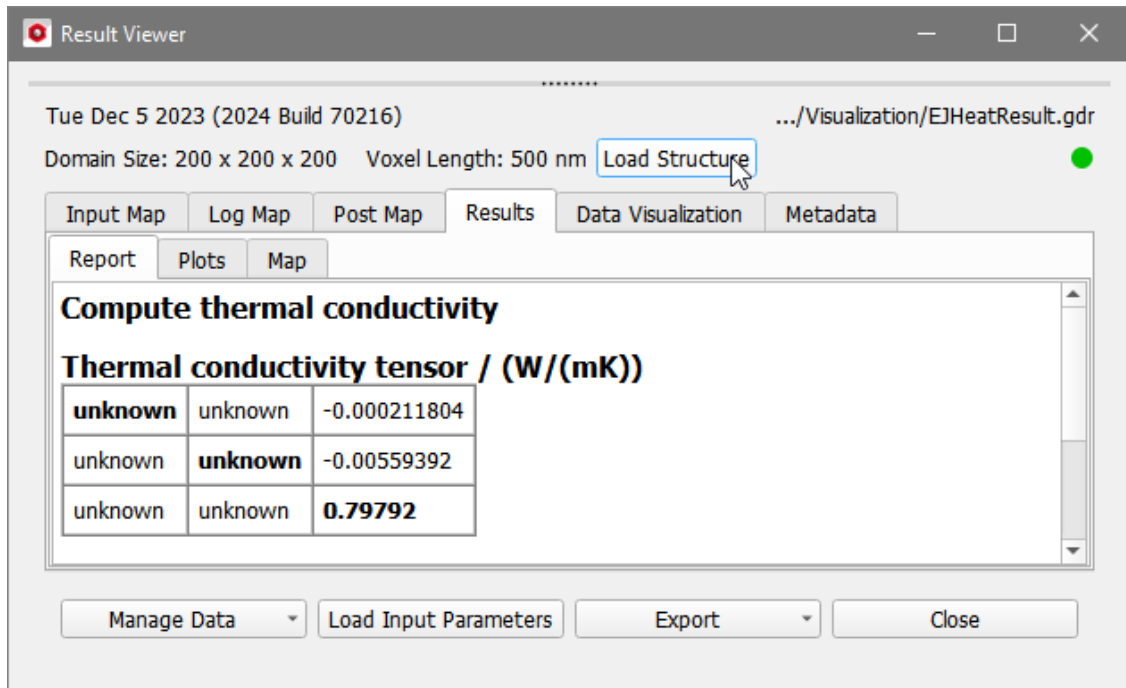 Result Viewer
Tue Dec 5 2023 (2024 Build 70216) .../Visualization/EJHeatResult.gdr
Domain Size: 200 x 200 x 200 Voxel Length: 500 nm Load Structure
Input Map Log Map Post Map Results Data Visualization Metadata
Report Plots Map
Compute thermal conductivity
Thermal conductivity tensor / (W/(mK))
unknown unknown -0.000211804
unknown unknown -0.00559392
unknown unknown 0.79792
Manage Data Load Input Parameters Export Close